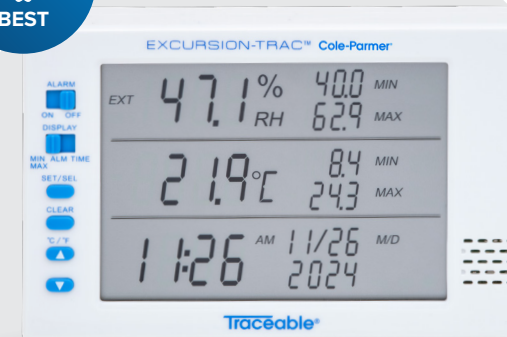 BEST
EXCURSION-TRAC™ Cole-Parmer
ALARM
ON OFF
DISPLAY
MIN ALM TIME
MAX
SET/SEL
CLEAR
°C/°F
EXT 47.1% RH 40.0 MIN
62.9 MAX
21.9°C 8.4 MIN
24.3 MAX
11:26 AM 11/26 M/D
2024
Traceable®